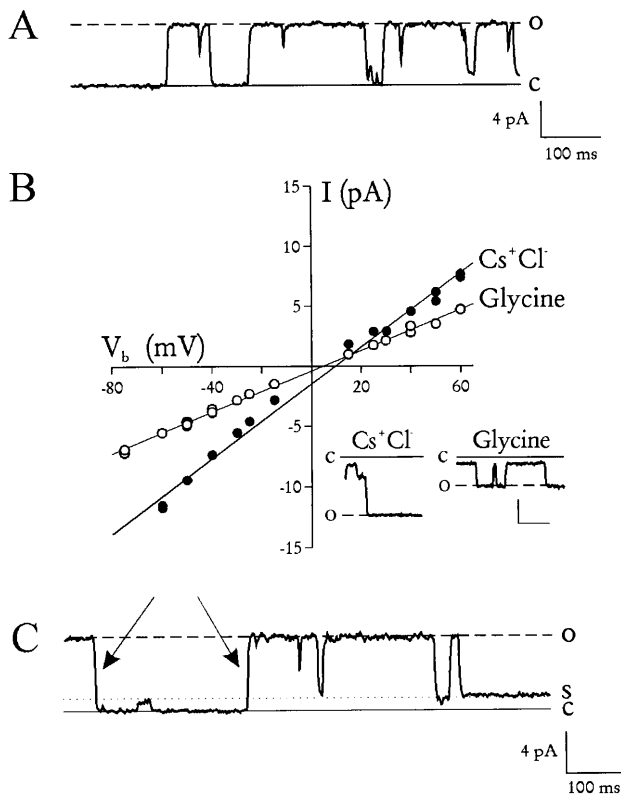 A
O
C
4 pA
100 ms
B
I (pA)
15
10
5
-5
-10
-15
Cs⁺Cl⁻
Glycine
V_b (mV)
-80 -40 20 40 60
Cs⁺Cl⁻ Glycine
C C
O O
C
O
S
C
4 pA
100 ms